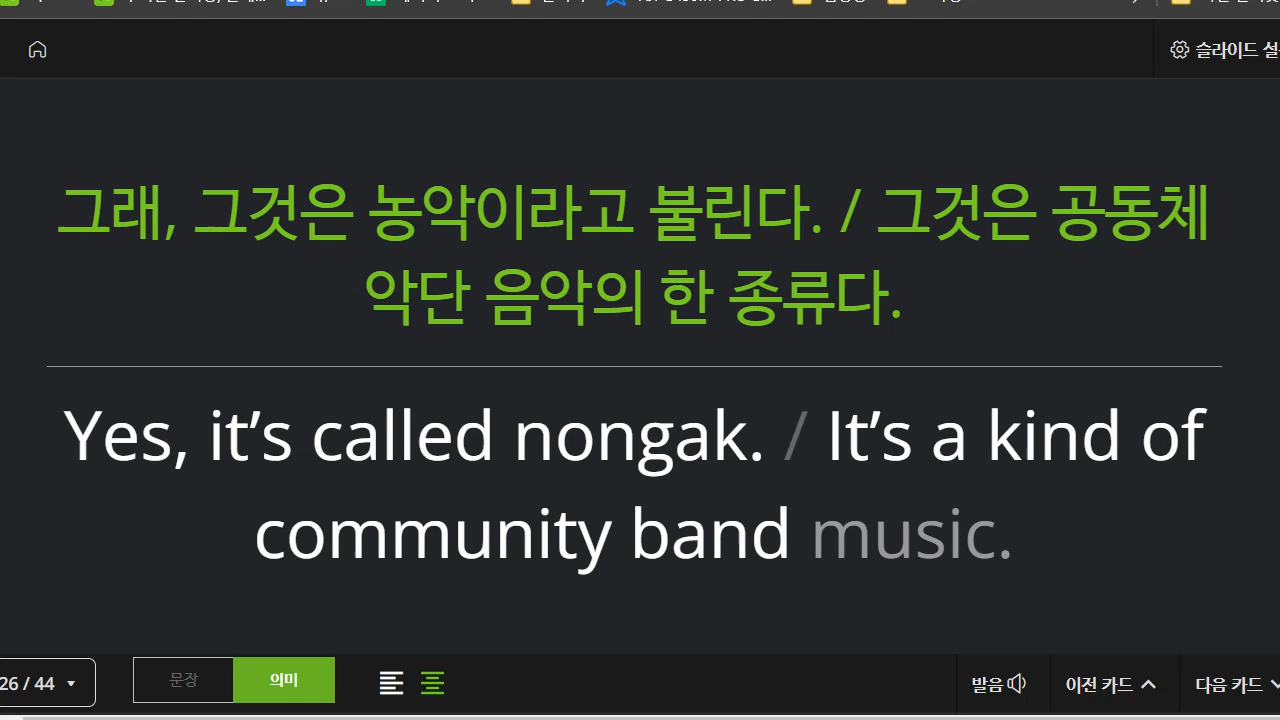 슬라이드
그래, 그것은 농악이라고 불린다. / 그것은 공동체
악단 음악의 한 종류다.
Yes, it’s called nongak. / It’s a kind of
community band music.
26 / 44
문장
의미
발음
이전 카드
다음 카드